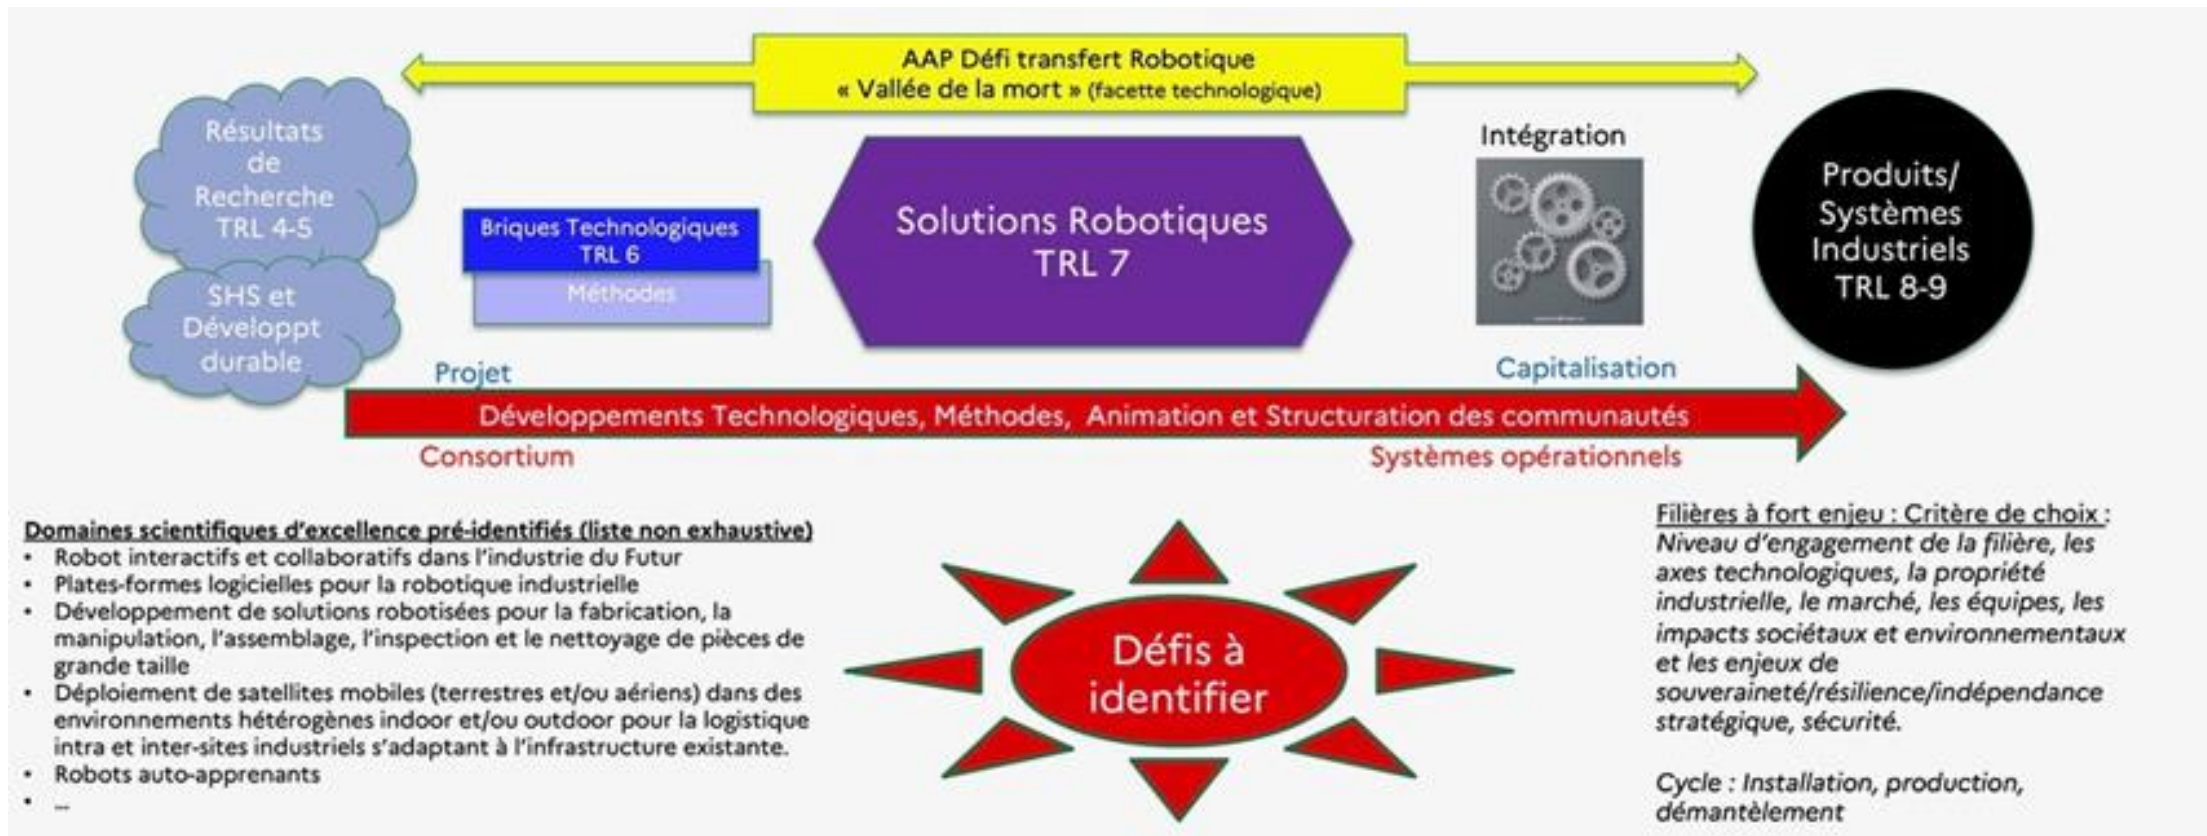 AAP Défi transfert Robotique
« Vallée de la mort » (facette technologique)
Résultats
de
Recherche
TRL 4-5
SHS et
Développt
durable
Briques Technologiques
TRL 6
Méthodes
Solutions Robotiques
TRL 7
Intégration
Produits/
Systèmes
Industriels
TRL 8-9
Projet
Capitalisation
Développements Technologiques, Méthodes, Animation et Structuration des communautés
Consortium
Systèmes opérationnels
Domaines scientifiques d'excellence pré-identifiés (liste non exhaustive)
• Robot interactifs et collaboratifs dans l'industrie du Futur
• Plates-formes logicielles pour la robotique industrielle
• Développement de solutions robotisées pour la fabrication, la
manipulation, l'assemblage, l'inspection et le nettoyage de pièces de
grande taille
• Déploiement de satellites mobiles (terrestres et/ou aériens) dans des
environnements hétérogènes indoor et/ou outdoor pour la logistique
intra et inter-sites industriels s'adaptant à l'infrastructure existante.
• Robots auto-apprenants
• ...
Défis à
identifier
Filières à fort enjeu : Critère de choix :
Niveau d'engagement de la filière, les
axes technologiques, la propriété
industrielle, le marché, les équipes, les
impacts sociétaux et environnementaux
et les enjeux de
souveraineté/résilience/indépendance
stratégique, sécurité.
Cycle : Installation, production,
démantèlement